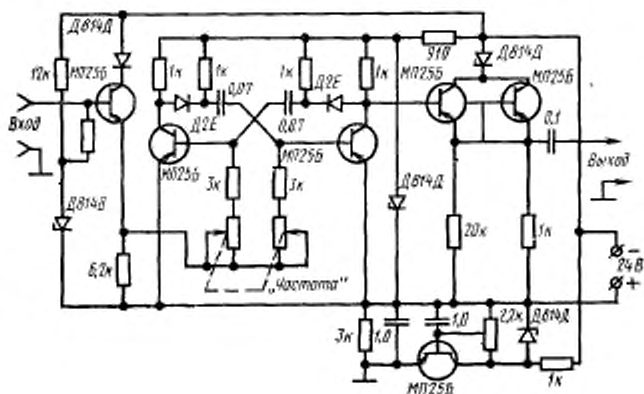 Д814Д
12к
МП25Б
Вход
Д814В
6,2к
1к
1к
0,07
Д2Е
МП25Б
3к
1к
Д2Е
1к
0,07
МП25Б
3к
„Частота"
910
Д814Д
Д814Д
МП25Б
МП25Б
0,1
Выход
20к
1к
24В
-
+
3к
1,0
1,0
2,2к
Д814Д
МП25Б
1к